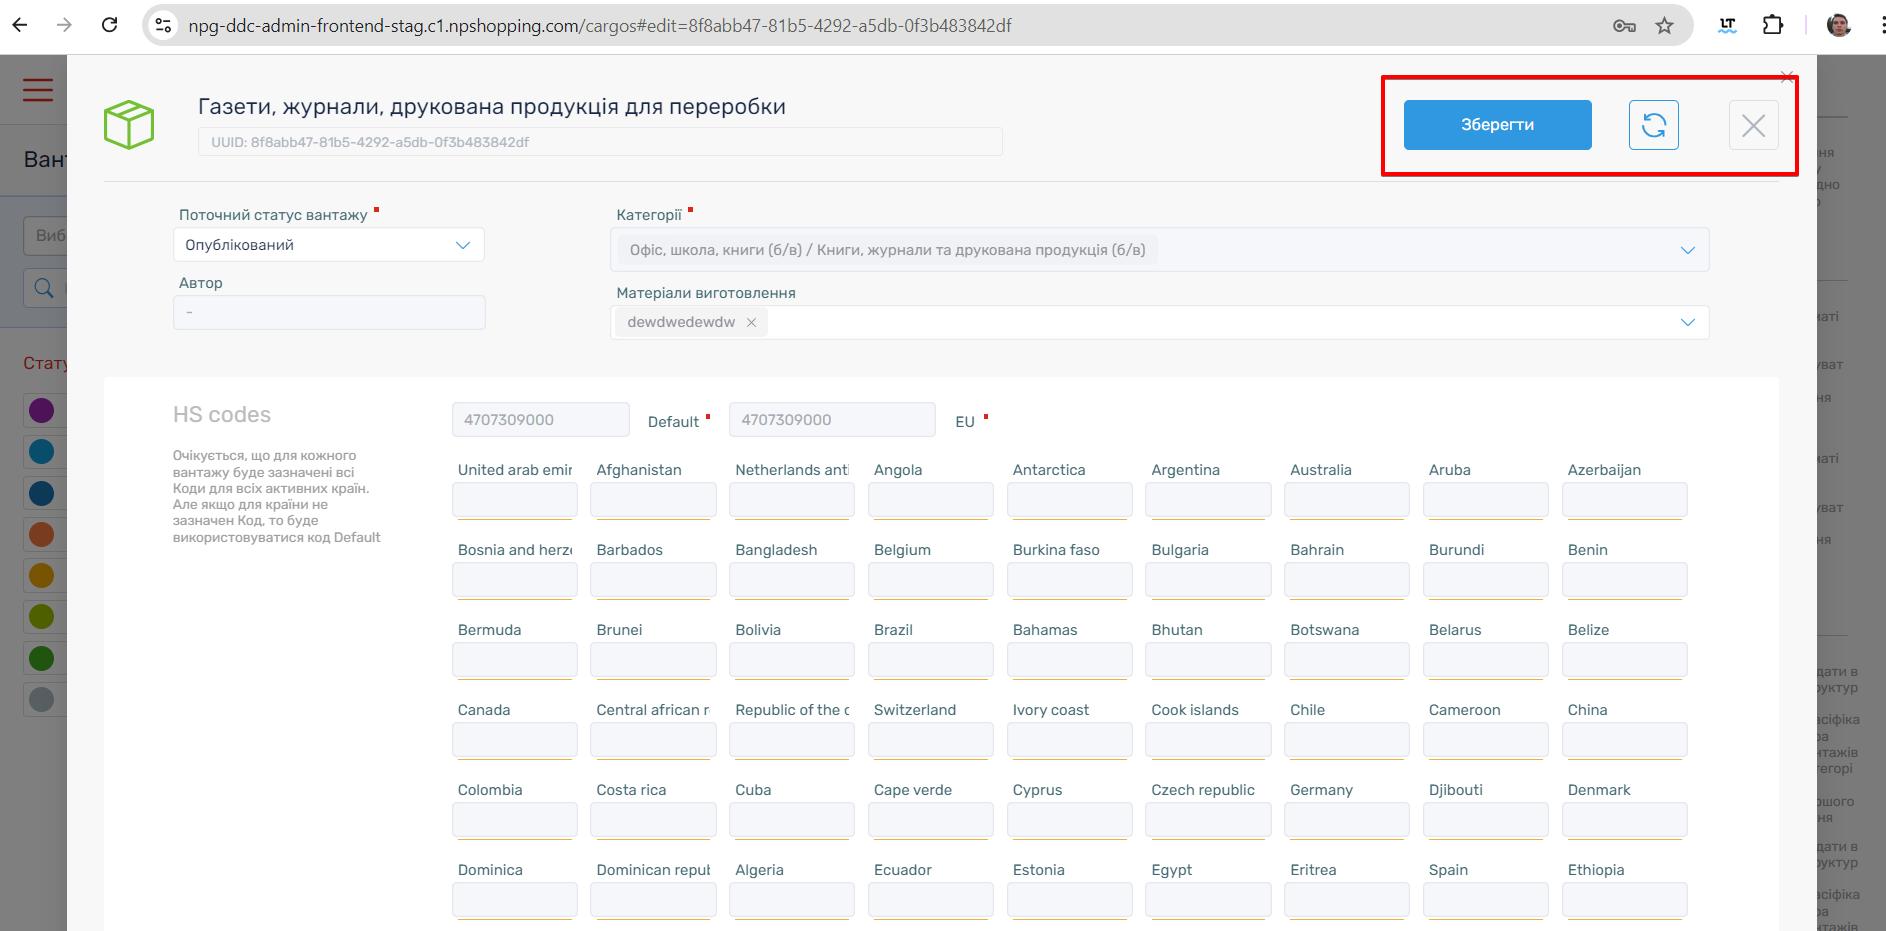 npg-ddc-admin-frontend-stag.c1.npshopping.com/cargos#edit=8f8abb47-81b5-4292-a5db-0f3b483842df
LT
Газети, журнали, друкована продукція для переробки
UUID: 8f8abb47-81b5-4292-a5db-0f3b483842df
Зберегти
Вант
Поточний статус вантажу
Категорії
Виб
Опублікований
Офіс, школа, книги (б/в) / Книги, журнали та друкована продукція (б/в)
Автор
Матеріали виготовлення
-
dewdwedewdw
Стату
HS codes
4707309000
Default
4707309000
EU
Очікується, що для кожного
вантажу буде зазначені всі
Коди для всіх активних країн.
Але якщо для країни не
зазначен Код, то буде
використовуватися код Default
United arab emir Afghanistan Netherlands anti Angola Antarctica Argentina Australia Aruba Azerbaijan
Bosnia and herze Barbados Bangladesh Belgium Burkina faso Bulgaria Bahrain Burundi Benin
Bermuda Brunei Bolivia Brazil Bahamas Bhutan Botswana Belarus Belize
Canada Central african r Republic of the c Switzerland Ivory coast Cook islands Chile Cameroon China
Colombia Costa rica Cuba Cape verde Cyprus Czech republic Germany Djibouti Denmark
Dominica Dominican repub Algeria Ecuador Estonia Egypt Eritrea Spain Ethiopia